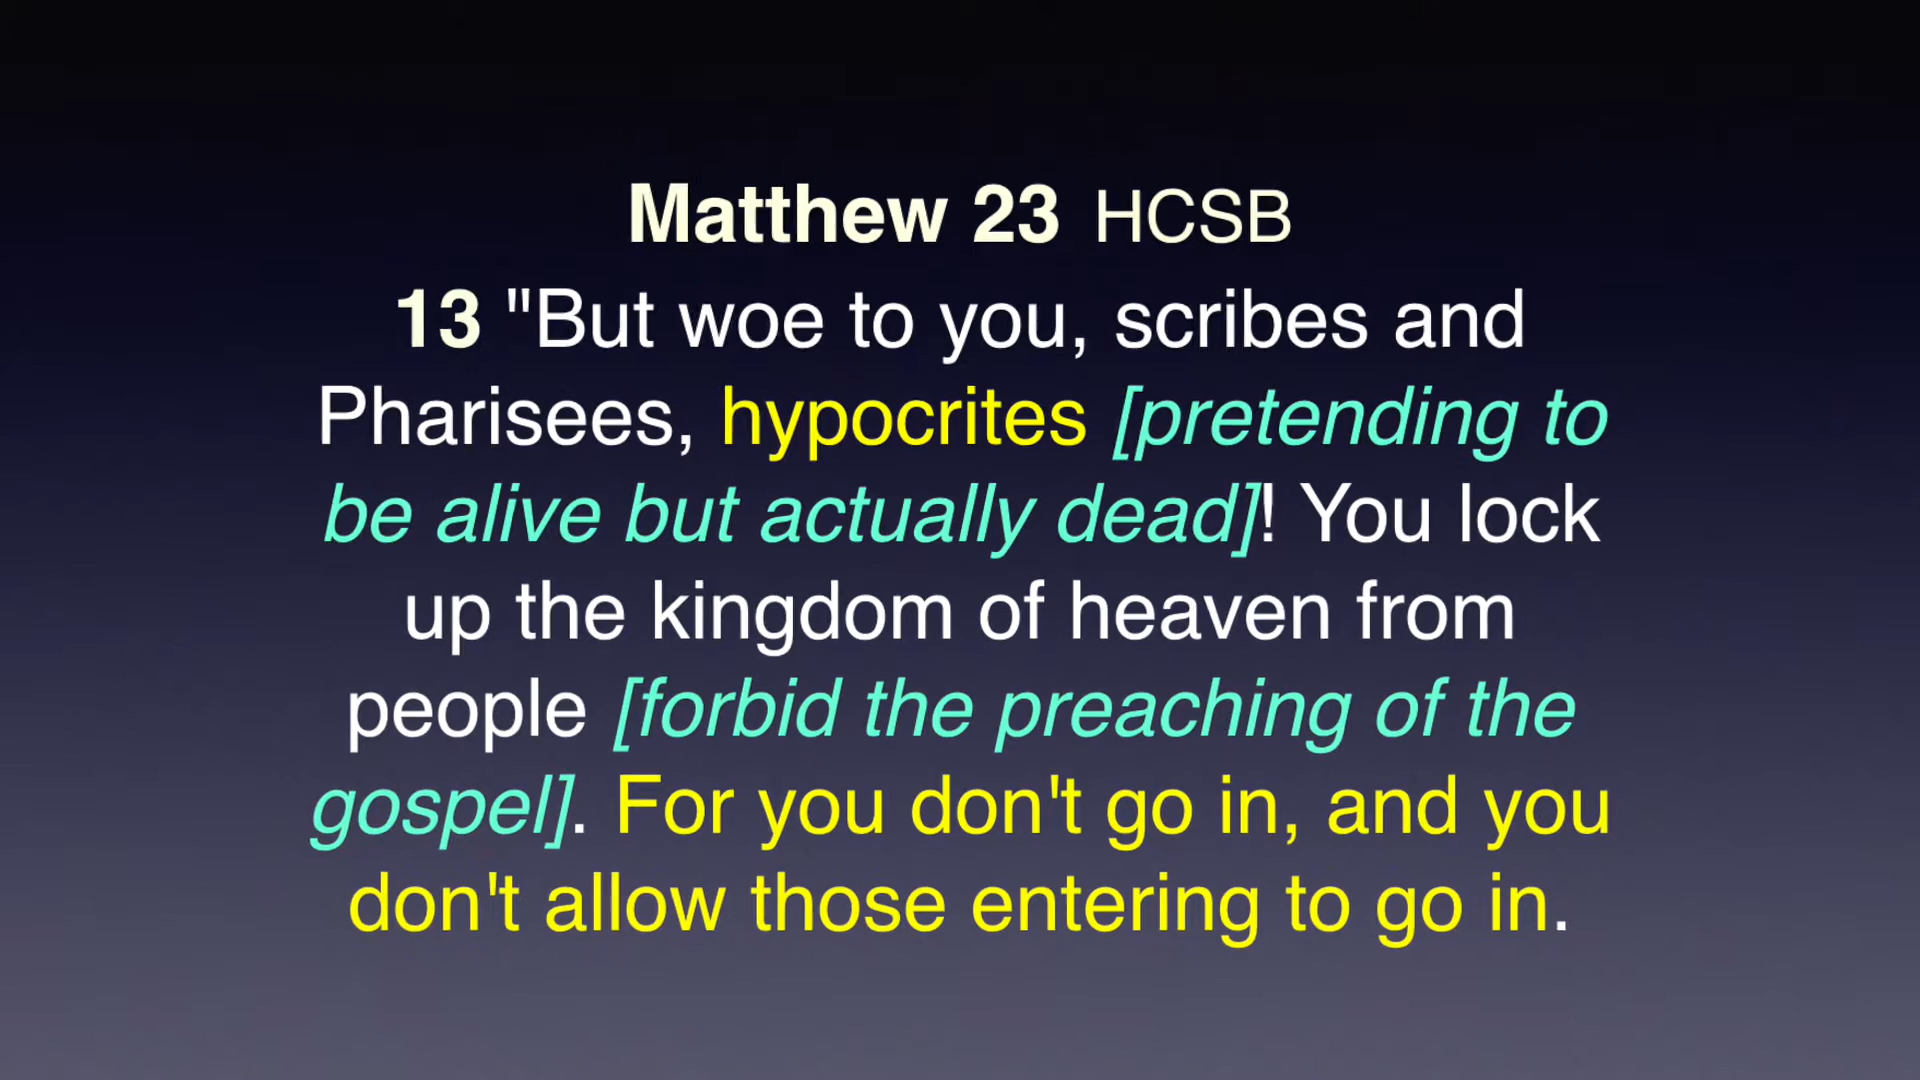 Matthew 23 HCSB
13 "But woe to you, scribes and
Pharisees, hypocrites [pretending to
be alive but actually dead]! You lock
up the kingdom of heaven from
people [forbid the preaching of the
gospel]. For you don't go in, and you
don't allow those entering to go in.